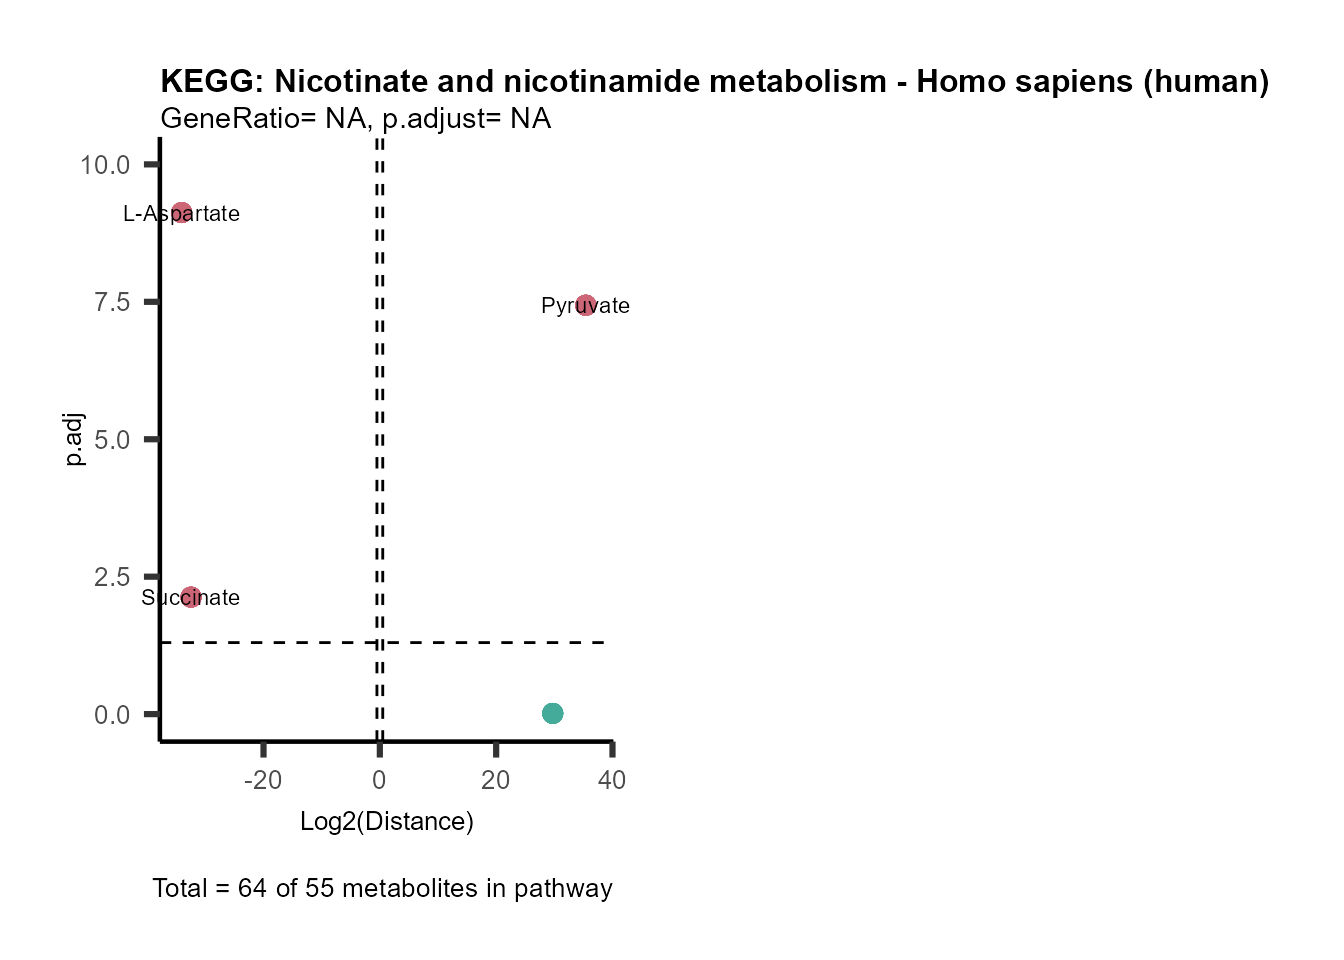 KEGG: Nicotinate and nicotinamide metabolism - Homo sapiens (human)
GeneRatio= NA, p.adjust= NA
10.0
L-Aspartate
7.5
Pyruvate
5.0
p.adj
2.5
Succinate
0.0
-20 0 20 40
Log2(Distance)
Total = 64 of 55 metabolites in pathway